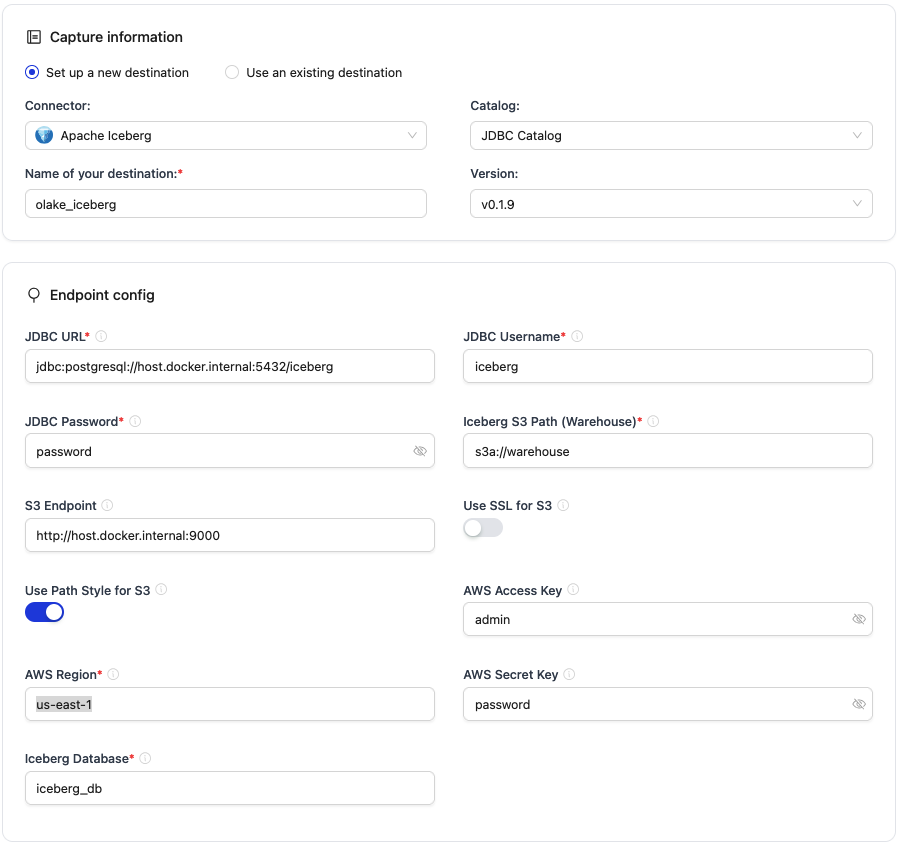 Capture information
Set up a new destination
Use an existing destination
Connector:
Catalog:
Apache Iceberg
JDBC Catalog
Name of your destination:*
Version:
olake_iceberg
v0.1.9
Endpoint config
JDBC URL*
JDBC Username*
jdbc:postgresql://host.docker.internal:5432/iceberg
iceberg
JDBC Password*
Iceberg S3 Path (Warehouse)*
password
s3a://warehouse
S3 Endpoint
Use SSL for S3
http://host.docker.internal:9000
Use Path Style for S3
AWS Access Key
admin
AWS Region*
AWS Secret Key
us-east-1
password
Iceberg Database*
iceberg_db